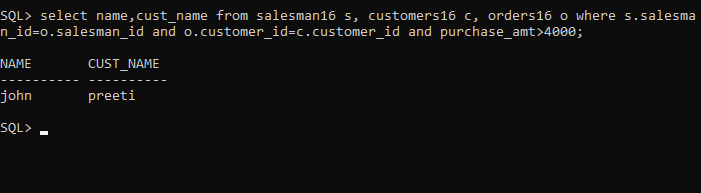 SQL> select name,cust_name from salesman16 s, customers16 c, orders16 o where s.salesma
n_id=o.salesman_id and o.customer_id=c.customer_id and purchase_amt>4000;
NAME       CUST_NAME
---------- ----------
john       preeti
SQL>